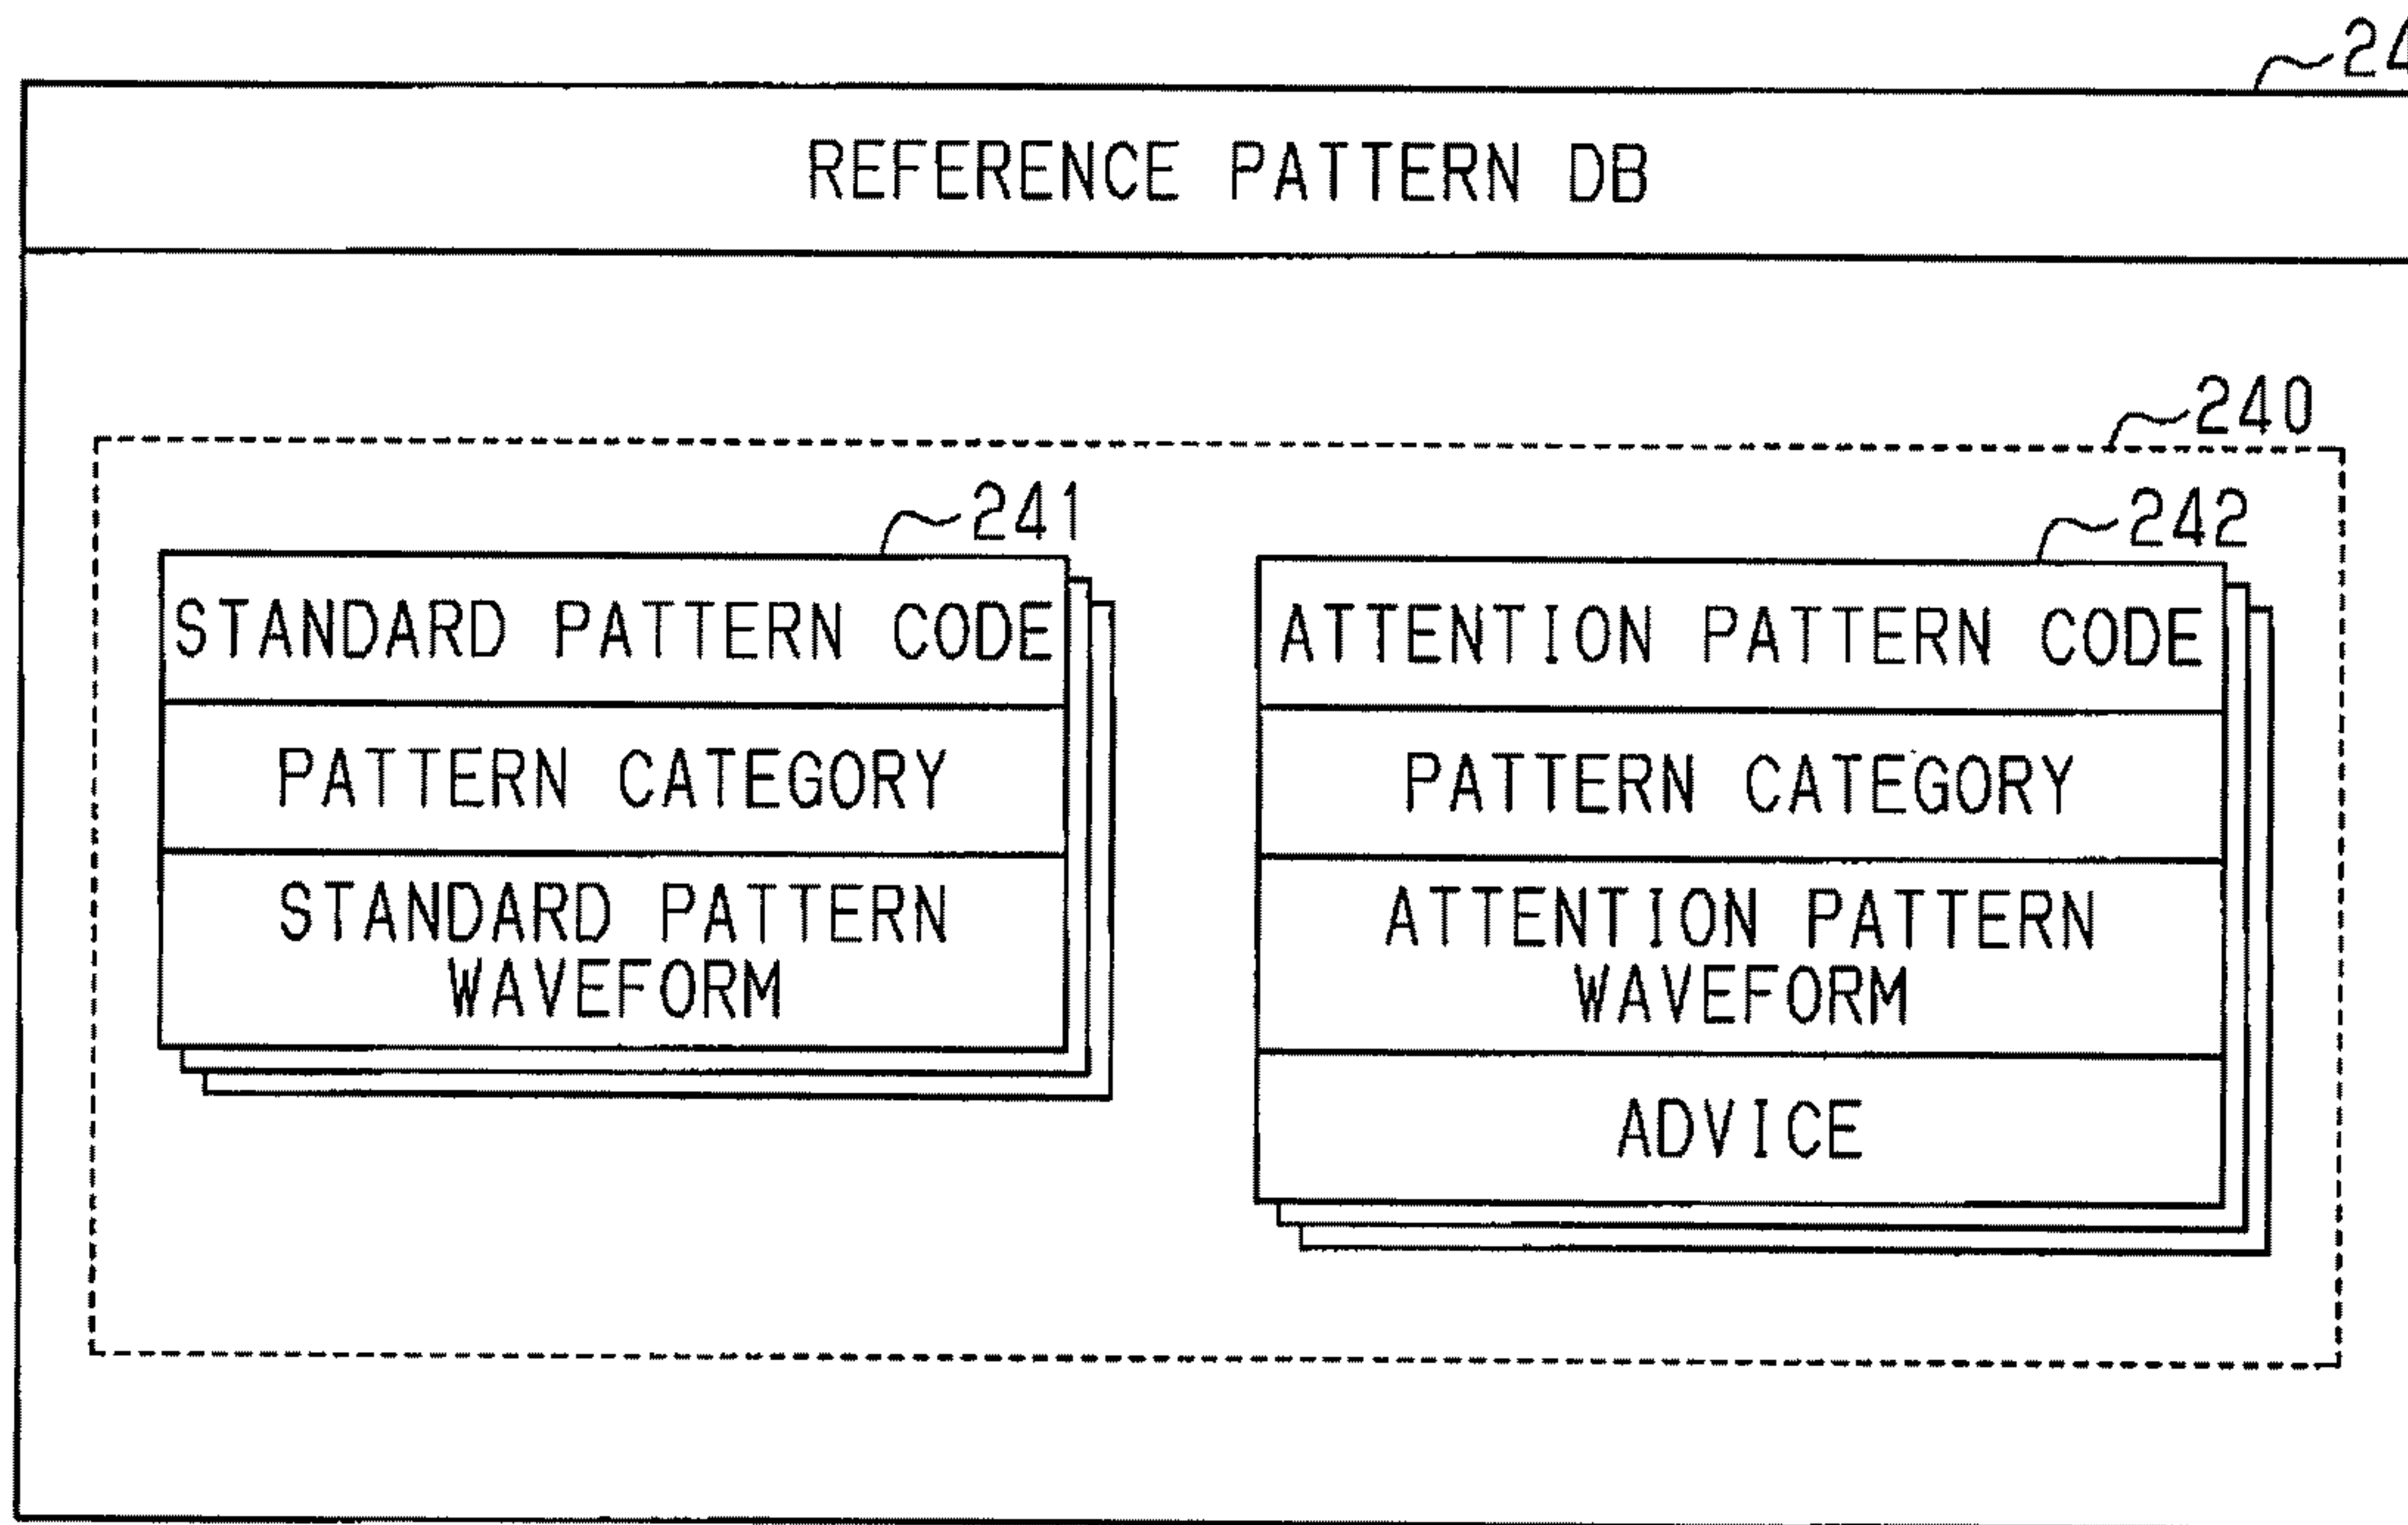 24
REFERENCE PATTERN DB
240
241
242
STANDARD PATTERN CODE
PATTERN CATEGORY
STANDARD PATTERN
WAVEFORM
ATTENTION PATTERN CODE
PATTERN CATEGORY
ATTENTION PATTERN
WAVEFORM
ADVICE